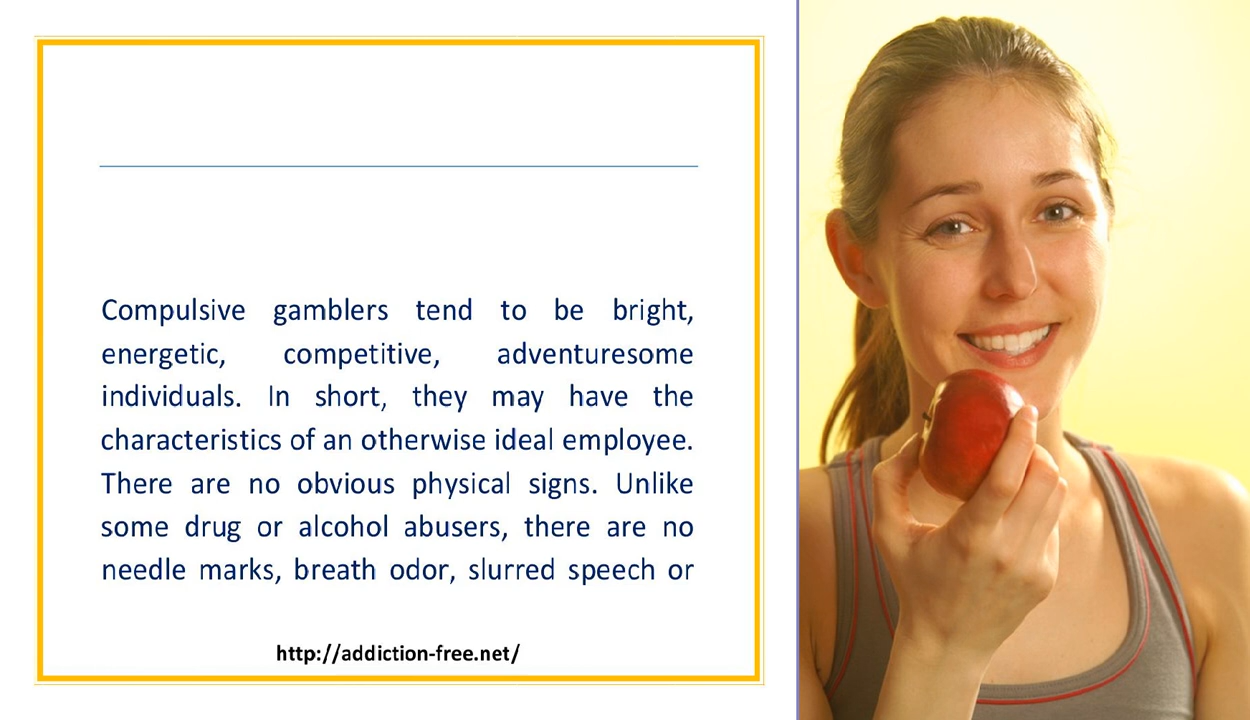 Compulsive gamblers tend to be bright,
energetic, competitive, adventuresome
individuals. In short, they may have the
characteristics of an otherwise ideal employee.
There are no obvious physical signs. Unlike
some drug or alcohol abusers, there are no
needle marks, breath odor, slurred speech or
http://addiction-free.net/